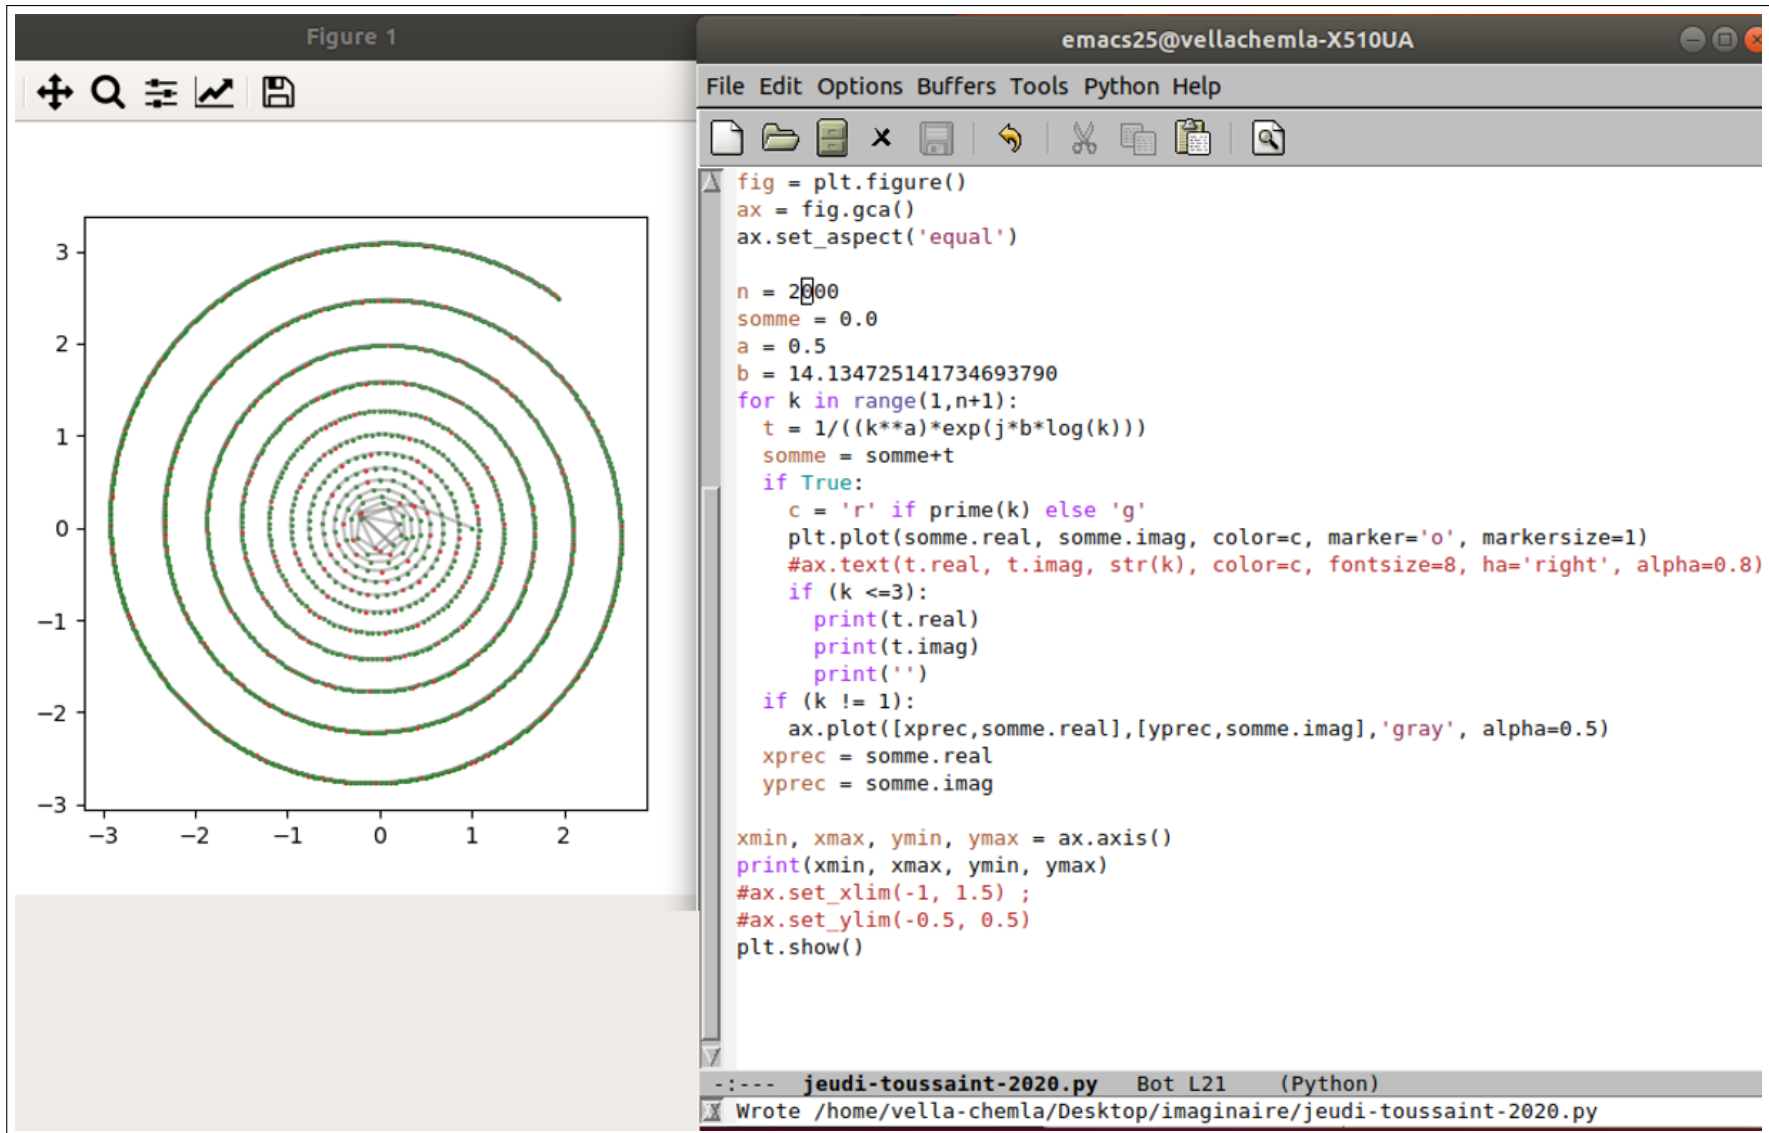 Figure 1
emacs25@vellachemla-X510UA
File Edit Options Buffers Tools Python Help
3
2
1
0
−1
−2
−3
−3 −2 −1 0 1 2
fig = plt.figure()
ax = fig.gca()
ax.set_aspect('equal')
n = 2000
somme = 0.0
a = 0.5
b = 14.134725141734693790
for k in range(1,n+1):
  t = 1/((k**a)*exp(j*b*log(k)))
  somme = somme+t
  if True:
    c = 'r' if prime(k) else 'g'
    plt.plot(somme.real, somme.imag, color=c, marker='o', markersize=1)
    #ax.text(t.real, t.imag, str(k), color=c, fontsize=8, ha='right', alpha=0.8)
    if (k <=3):
      print(t.real)
      print(t.imag)
      print('')
  if (k != 1):
    ax.plot([xprec,somme.real],[yprec,somme.imag],'gray', alpha=0.5)
  xprec = somme.real
  yprec = somme.imag
xmin, xmax, ymin, ymax = ax.axis()
print(xmin, xmax, ymin, ymax)
#ax.set_xlim(-1, 1.5) ;
#ax.set_ylim(-0.5, 0.5)
plt.show()
-:--- jeudi-toussaint-2020.py Bot L21 (Python)
Wrote /home/vella-chemla/Desktop/imaginaire/jeudi-toussaint-2020.py